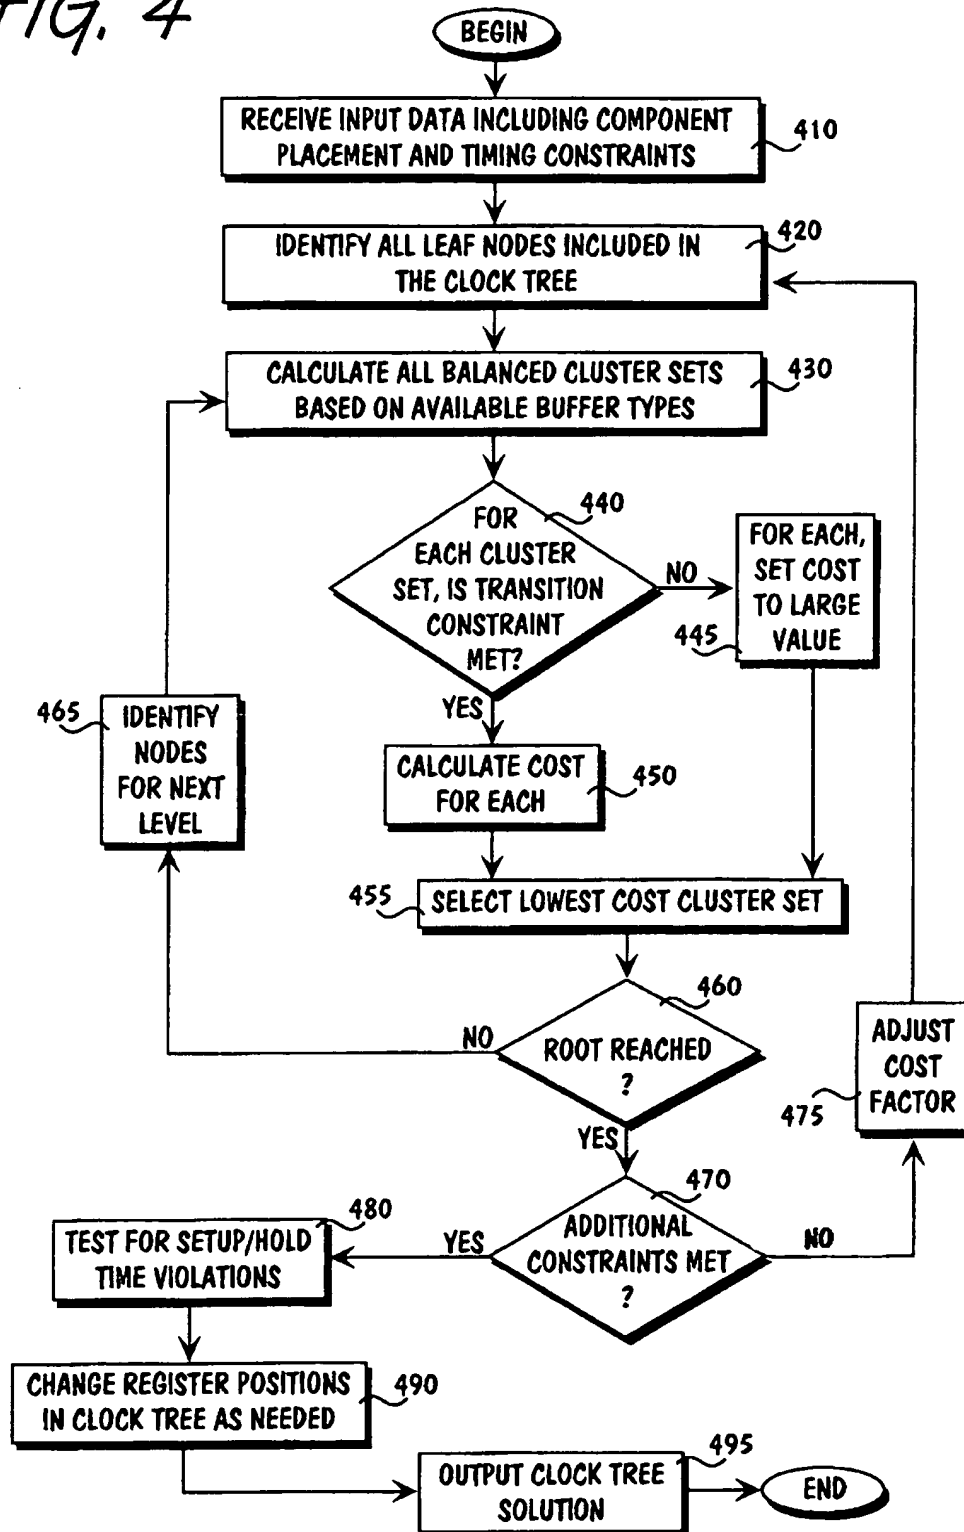 FIG. 4
BEGIN
RECEIVE INPUT DATA INCLUDING COMPONENT
PLACEMENT AND TIMING CONSTRAINTS
410
IDENTIFY ALL LEAF NODES INCLUDED IN
THE CLOCK TREE
420
CALCULATE ALL BALANCED CLUSTER SETS
BASED ON AVAILABLE BUFFER TYPES
430
FOR
EACH CLUSTER
SET, IS TRANSITION
CONSTRAINT
MET?
440
NO
FOR EACH,
SET COST
TO LARGE
VALUE
445
YES
465
IDENTIFY
NODES
FOR NEXT
LEVEL
CALCULATE COST
FOR EACH
450
455
SELECT LOWEST COST CLUSTER SET
460
NO
ROOT REACHED
?
ADJUST
COST
FACTOR
475
YES
470
ADDITIONAL
CONSTRAINTS MET
?
YES
NO
480
TEST FOR SETUP/HOLD
TIME VIOLATIONS
CHANGE REGISTER POSITIONS
IN CLOCK TREE AS NEEDED
490
495
OUTPUT CLOCK TREE
SOLUTION
END